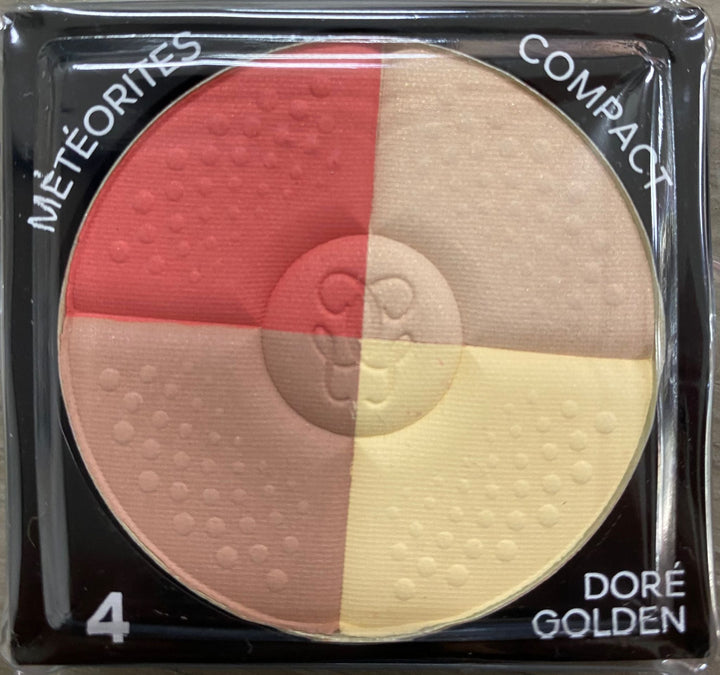 MÉTÉORITES
COMPACT
4
DORÉ
GOLDEN